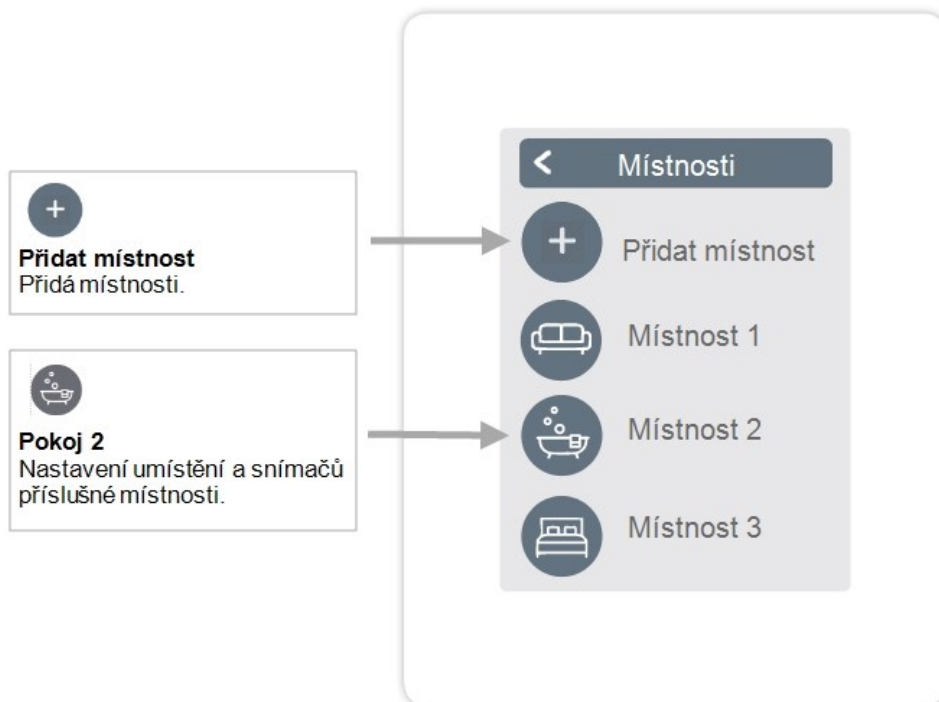 Přidat místnost
Přidá místnosti.
Pokoj 2
Nastavení umístění a snímačů
příslušné místnosti.
Místnosti
Přidat místnost
Místnost 1
Místnost 2
Místnost 3